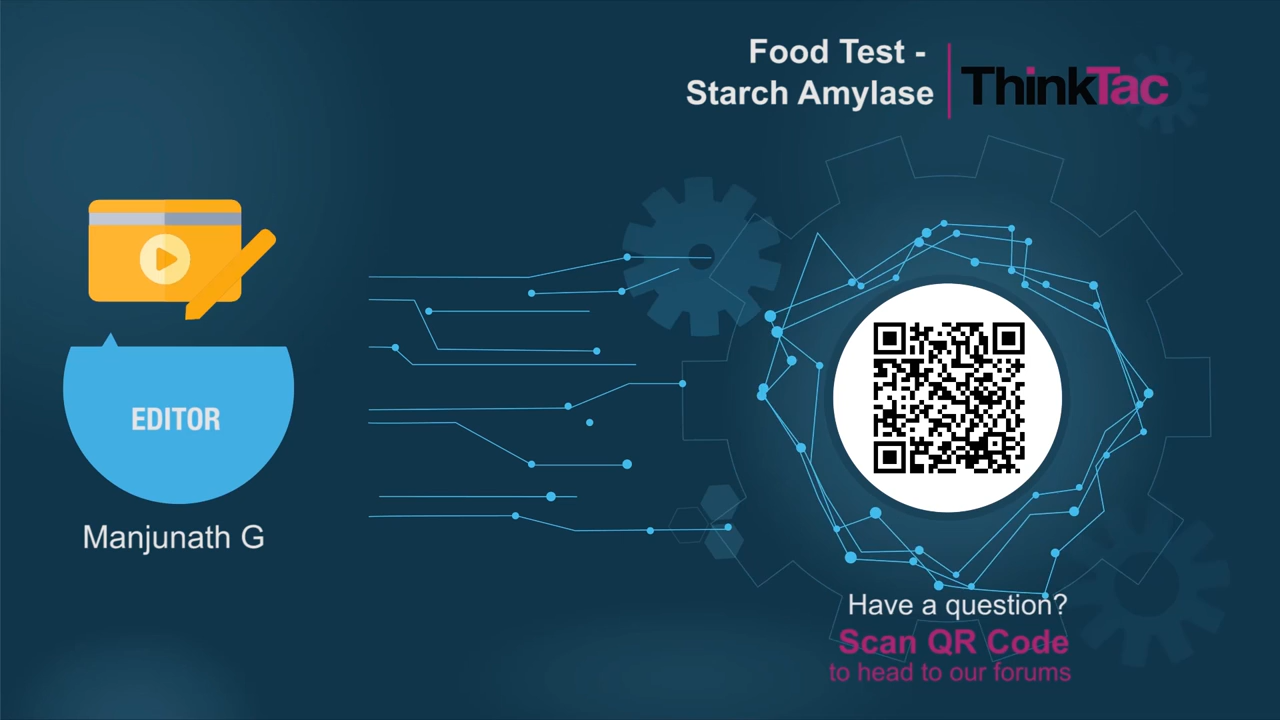 Food Test -
Starch Amylase
ThinkTac
EDITOR
Manjunath G
Have a question?
Scan QR Code
to head to our forums